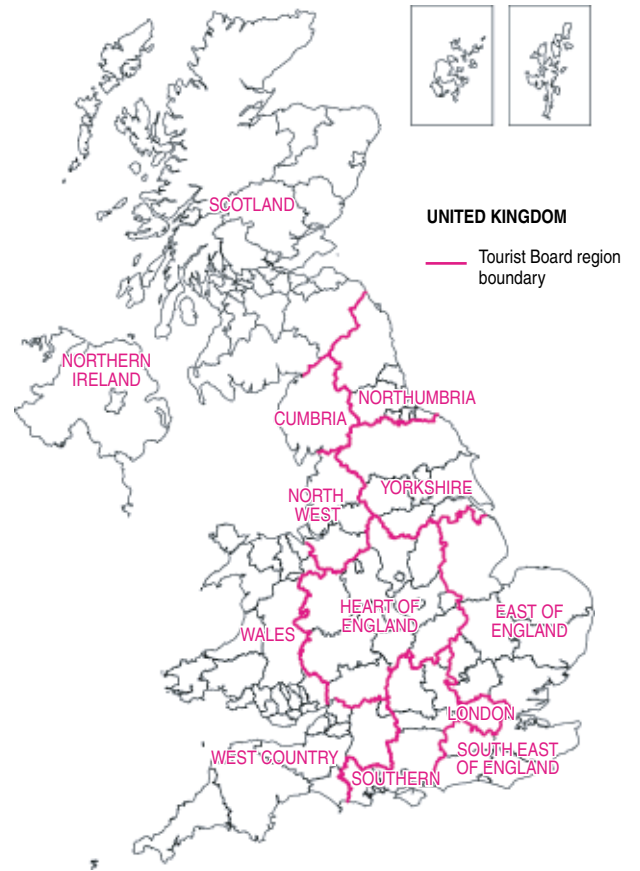 SCOTLAND
UNITED KINGDOM
Tourist Board region
boundary
NORTHERN
IRELAND
NORTHUMBRIA
CUMBRIA
YORKSHIRE
NORTH
WEST
HEART OF
ENGLAND
EAST OF
ENGLAND
WALES
LONDON
WEST COUNTRY
SOUTHERN
SOUTH EAST
OF ENGLAND